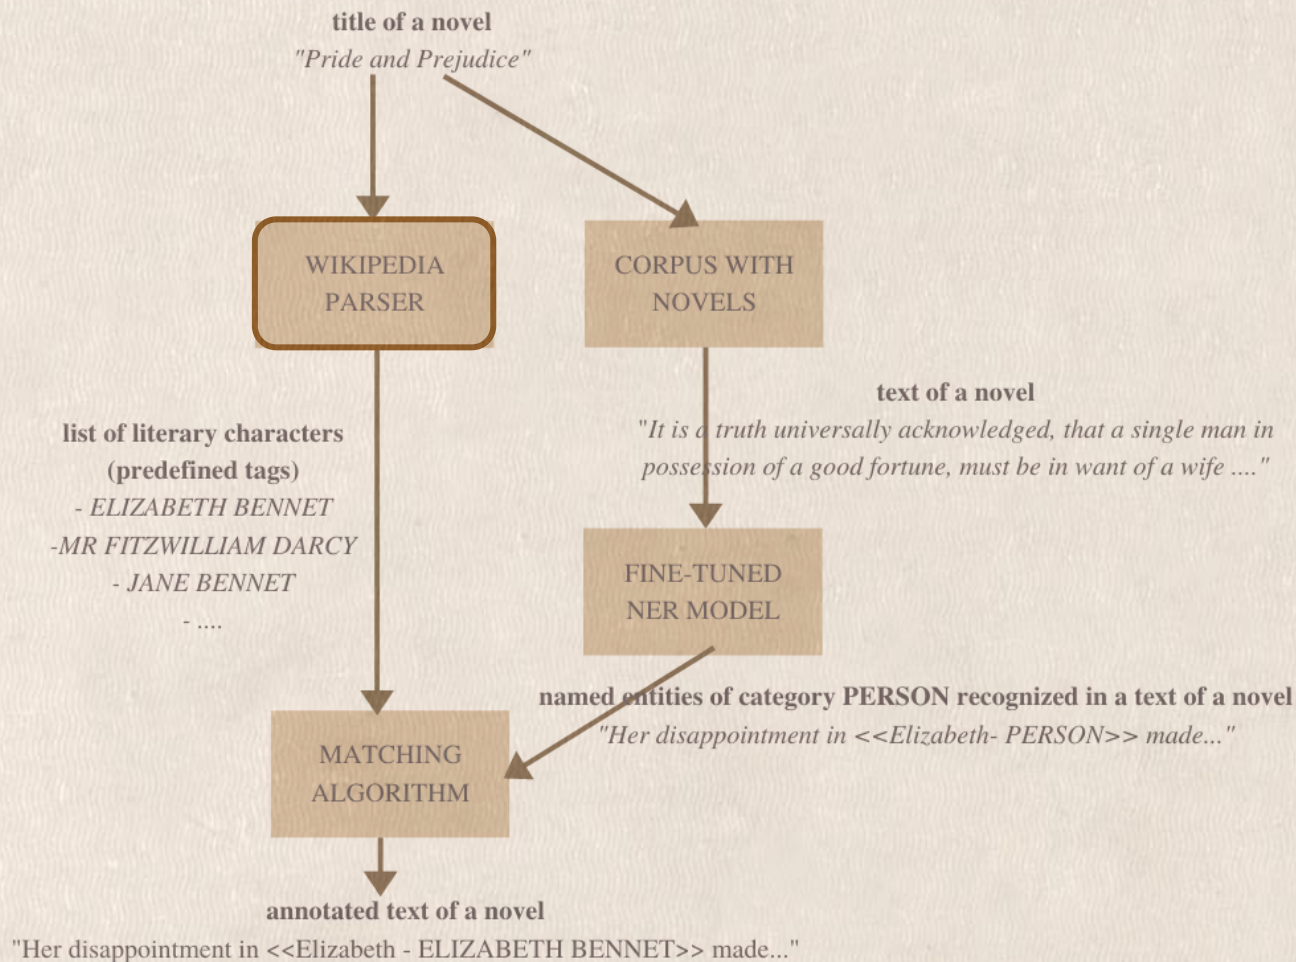 title of a novel
"Pride and Prejudice"
WIKIPEDIA
PARSER
CORPUS WITH
NOVELS
text of a novel
"It is a truth universally acknowledged, that a single man in
possession of a good fortune, must be in want of a wife ...."
list of literary characters
(predefined tags)
- ELIZABETH BENNET
-MR FITZWILLIAM DARCY
- JANE BENNET
- ....
FINE-TUNED
NER MODEL
named entities of category PERSON recognized in a text of a novel
"Her disappointment in <<Elizabeth- PERSON>> made..."
MATCHING
ALGORITHM
annotated text of a novel
"Her disappointment in <<Elizabeth - ELIZABETH BENNET>> made..."